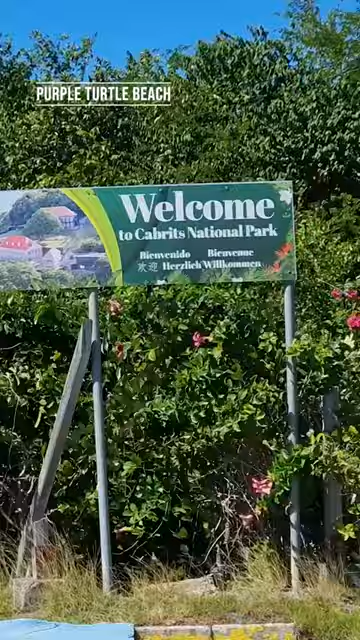 PURPLE TURTLE BEACH
Welcome
to Cabrits National Park
Bienvenido Bienvenue
欢迎 Herzlich Willkommen